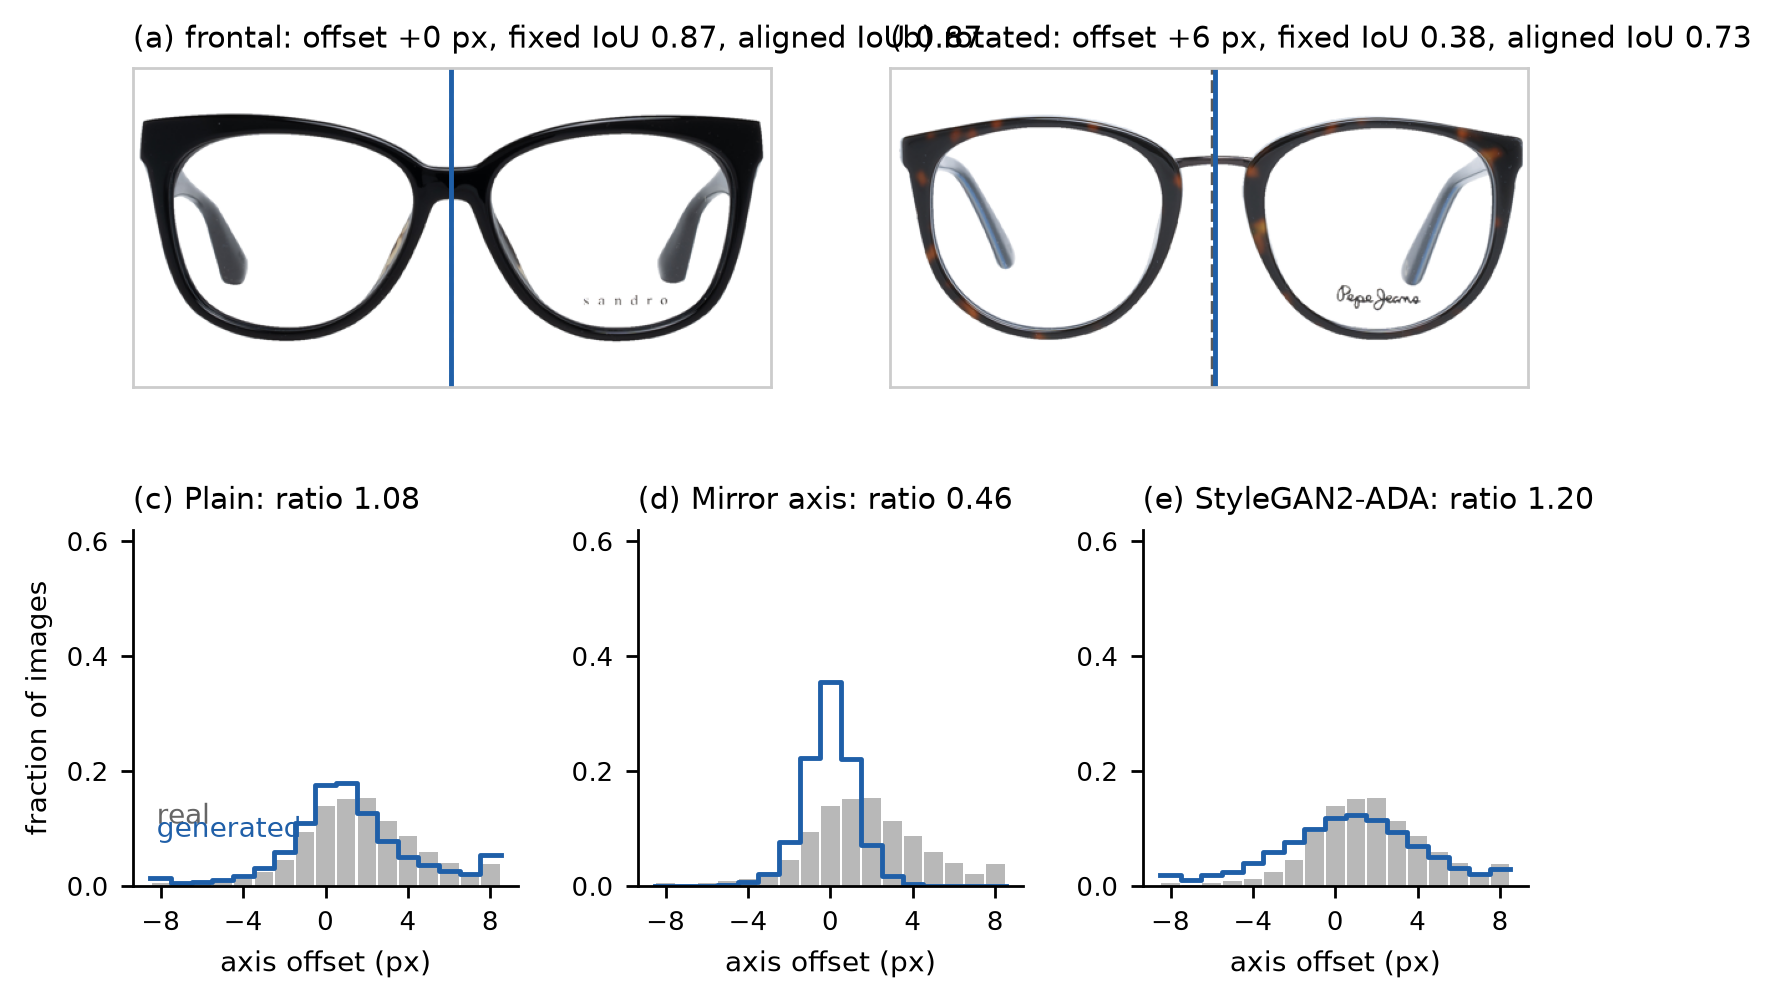 (a) frontal: offset +0 px, fixed IoU 0.87, aligned IoU 0.87
(b) rotated: offset +6 px, fixed IoU 0.38, aligned IoU 0.73
sandro
Pepe Jeans
(c) Plain: ratio 1.08
(d) Mirror axis: ratio 0.46
(e) StyleGAN2-ADA: ratio 1.20
fraction of images
0.6
0.4
0.2
0.0
real
generated
−8 −4 0 4 8
axis offset (px)
0.6
0.4
0.2
0.0
−8 −4 0 4 8
axis offset (px)
0.6
0.4
0.2
0.0
−8 −4 0 4 8
axis offset (px)